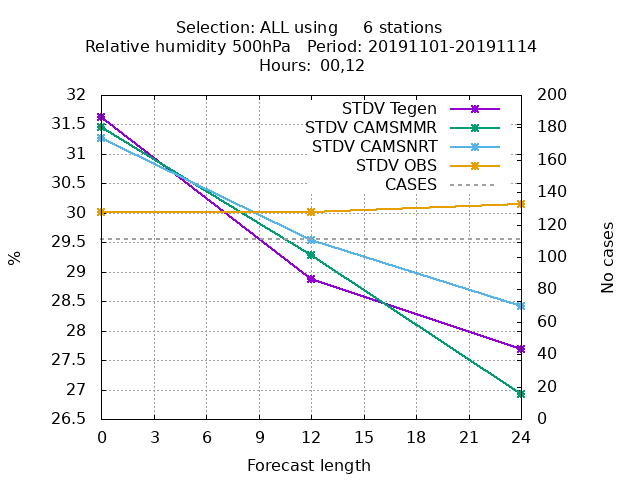 Selection: ALL using     6 stations
Relative humidity 500hPa   Period: 20191101-20191114
Hours: 00,12
STDV Tegen
STDV CAMSMMR
STDV CAMSNRT
STDV OBS
CASES
32
31.5
31
30.5
30
29.5
29
28.5
28
27.5
27
26.5
%
200
180
160
140
120
100
80
60
40
20
0
No cases
0 3 6 9 12 15 18 21 24
Forecast length